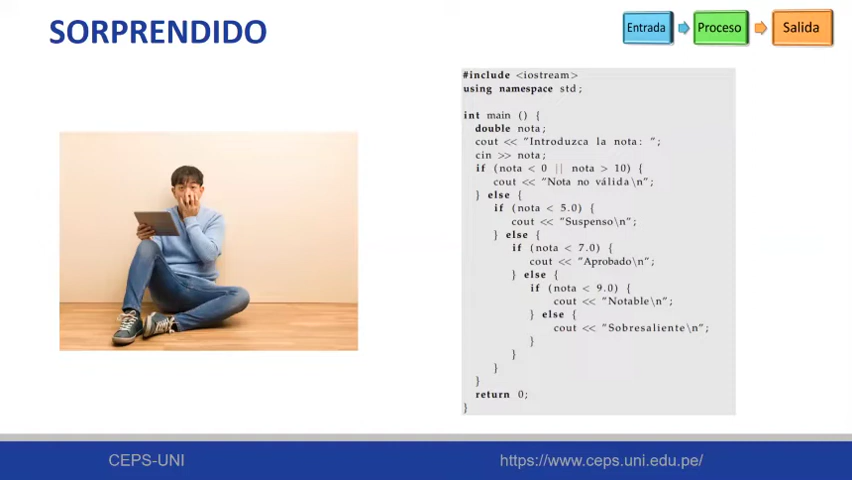 SORPRENDIDO
Entrada
Proceso
Salida
#include <iostream>
using namespace std;
int main () {
double nota;
cout << "Introduzca la nota: ";
cin >> nota;
if (nota < 0 || nota > 10) {
cout << "Nota no válida\n";
} else {
if (nota < 5.0) {
cout << "Suspenso\n";
} else {
if (nota < 7.0) {
cout << "Aprobado\n";
} else {
if (nota < 9.0) {
cout << "Notable\n";
} else {
cout << "Sobresaliente\n";
}
}
}
}
return 0;
}
CEPS-UNI
https://www.ceps.uni.edu.pe/